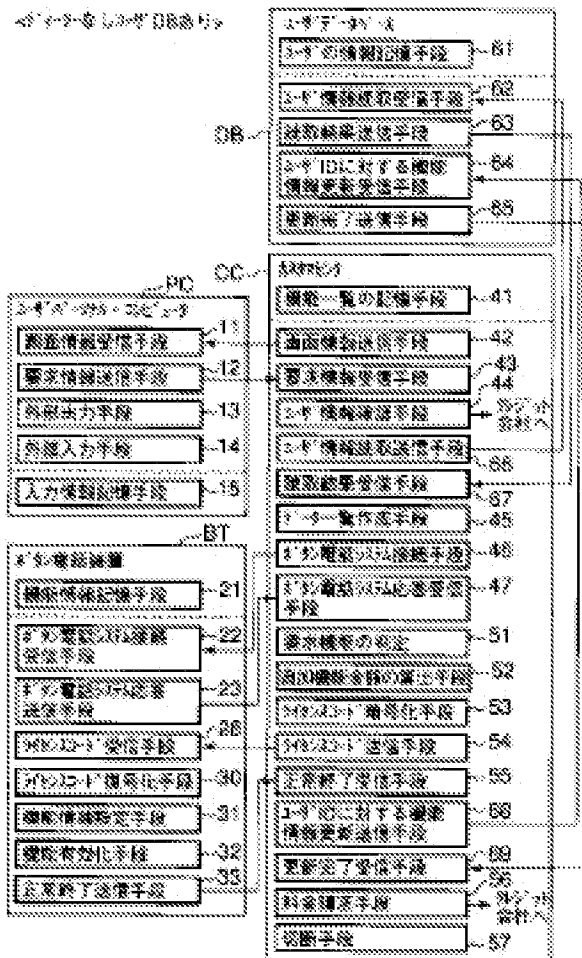 ユーザデータベース
ユーザの情報記憶手段 61
ユーザ情報読取受信手段 62
読取結果送信手段 63
ユーザIDに対する機能
情報更新受信手段 64
更新完了送信手段 65
DB
CC
カスタマセンタ
機能一覧の記憶手段 41
画面情報送信手段 42
要求情報受信手段 43
ユーザ情報確認手段 44
クレジット
会社へ
ユーザ情報読取送信手段 66
読取結果受信手段 67
データ一覧作成手段 45
ボタン電話システム接続手段 46
ボタン電話システム応答受信
手段 47
51
追加機能金額の算出手段 52
ライセンスコード暗号化手段 53
ライセンスコード送信手段 54
正常終了受信手段 55
ユーザIDに対する機能
情報更新送信手段 68
更新完了受信手段 69
料金請求手段 56
クレジット
会社へ
切断手段 57
PC
ユーザパーソナル・コンピュータ
画面情報受信手段 11
要求情報送信手段 12
外部出力手段 13
外部入力手段 14
入力情報記憶手段 15
BT
ボタン電話装置
機能情報記憶手段 21
ボタン電話システム接続
受信手段 22
ボタン電話システム応答
送信手段 23
ライセンスコード受信手段 28
ライセンスコード復号化手段 30
機能情報設定手段 31
機能有効化手段 32
正常終了送信手段 33